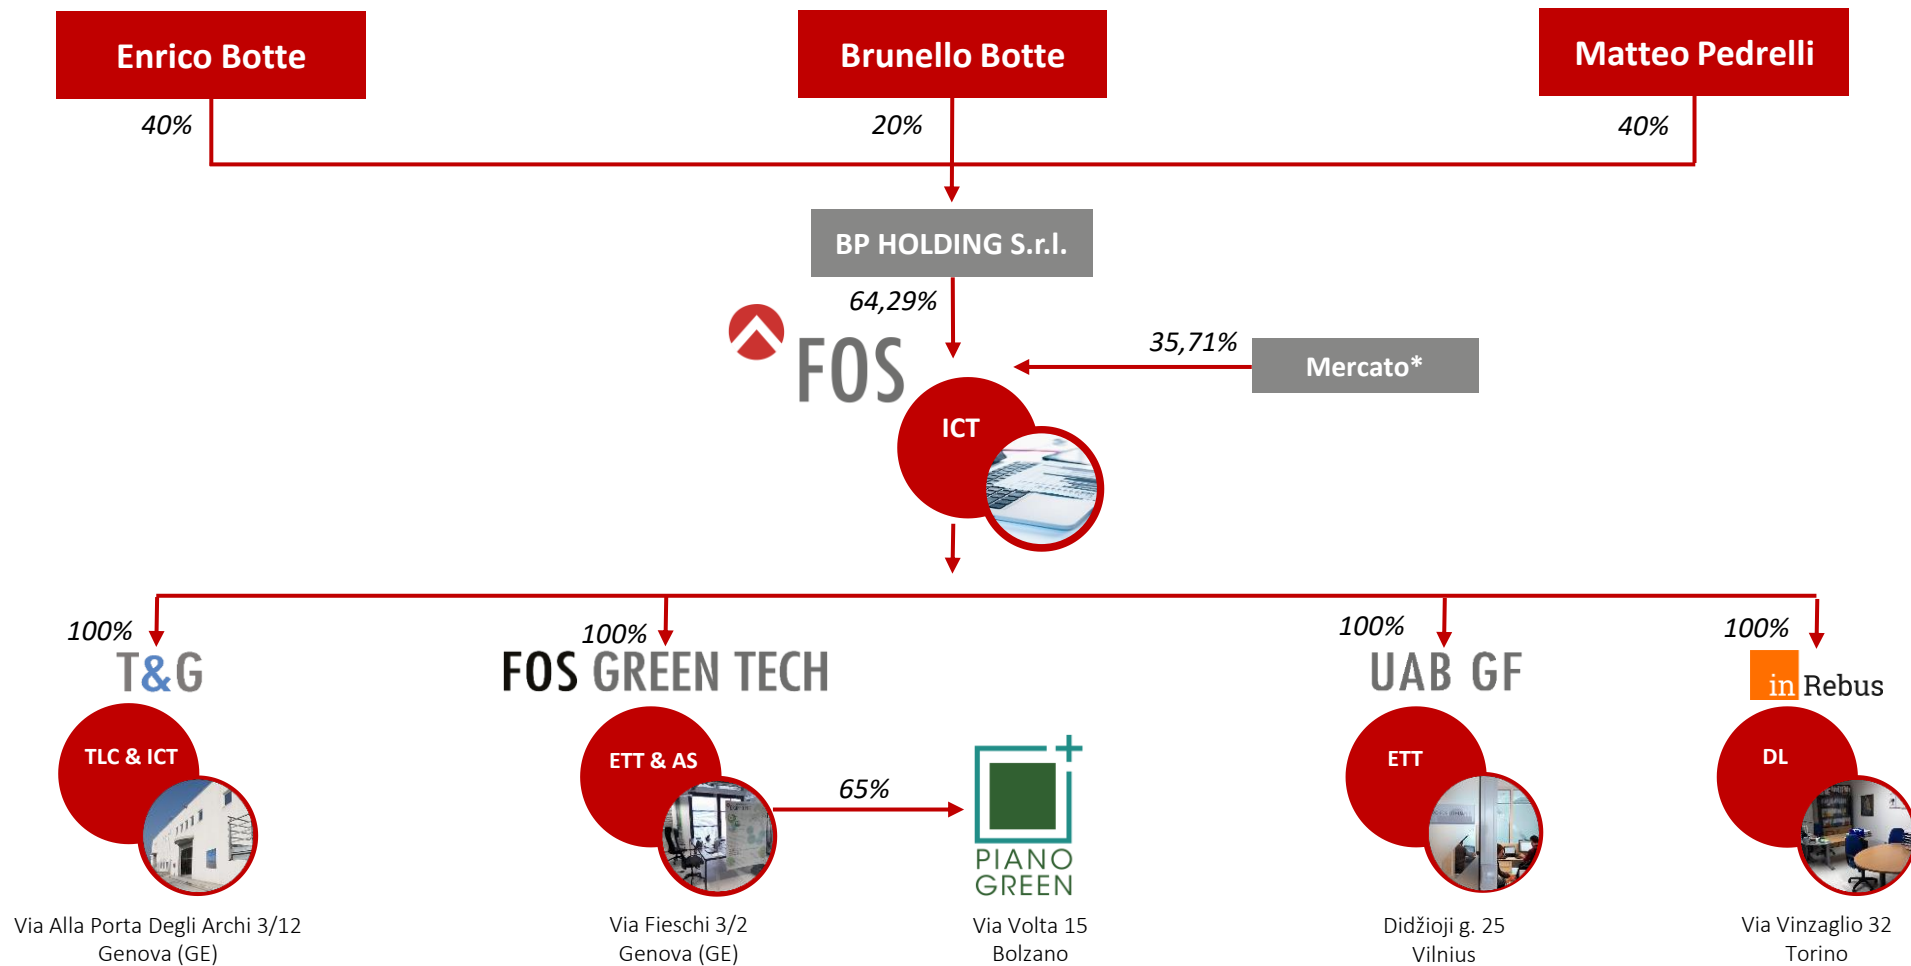 Enrico Botte
Brunello Botte
Matteo Pedrelli
40%
20%
40%
BP HOLDING S.r.l.
64,29%
FOS
35,71%
Mercato*
ICT
100%
100%
100%
100%
T&G
FOS GREEN TECH
UAB GF
in Rebus
TLC & ICT
ETT & AS
65%
ETT
DL
PIANO
GREEN
Via Alla Porta Degli Archi 3/12
Genova (GE)
Via Fieschi 3/2
Genova (GE)
Via Volta 15
Bolzano
Didžioji g. 25
Vilnius
Via Vinzaglio 32
Torino